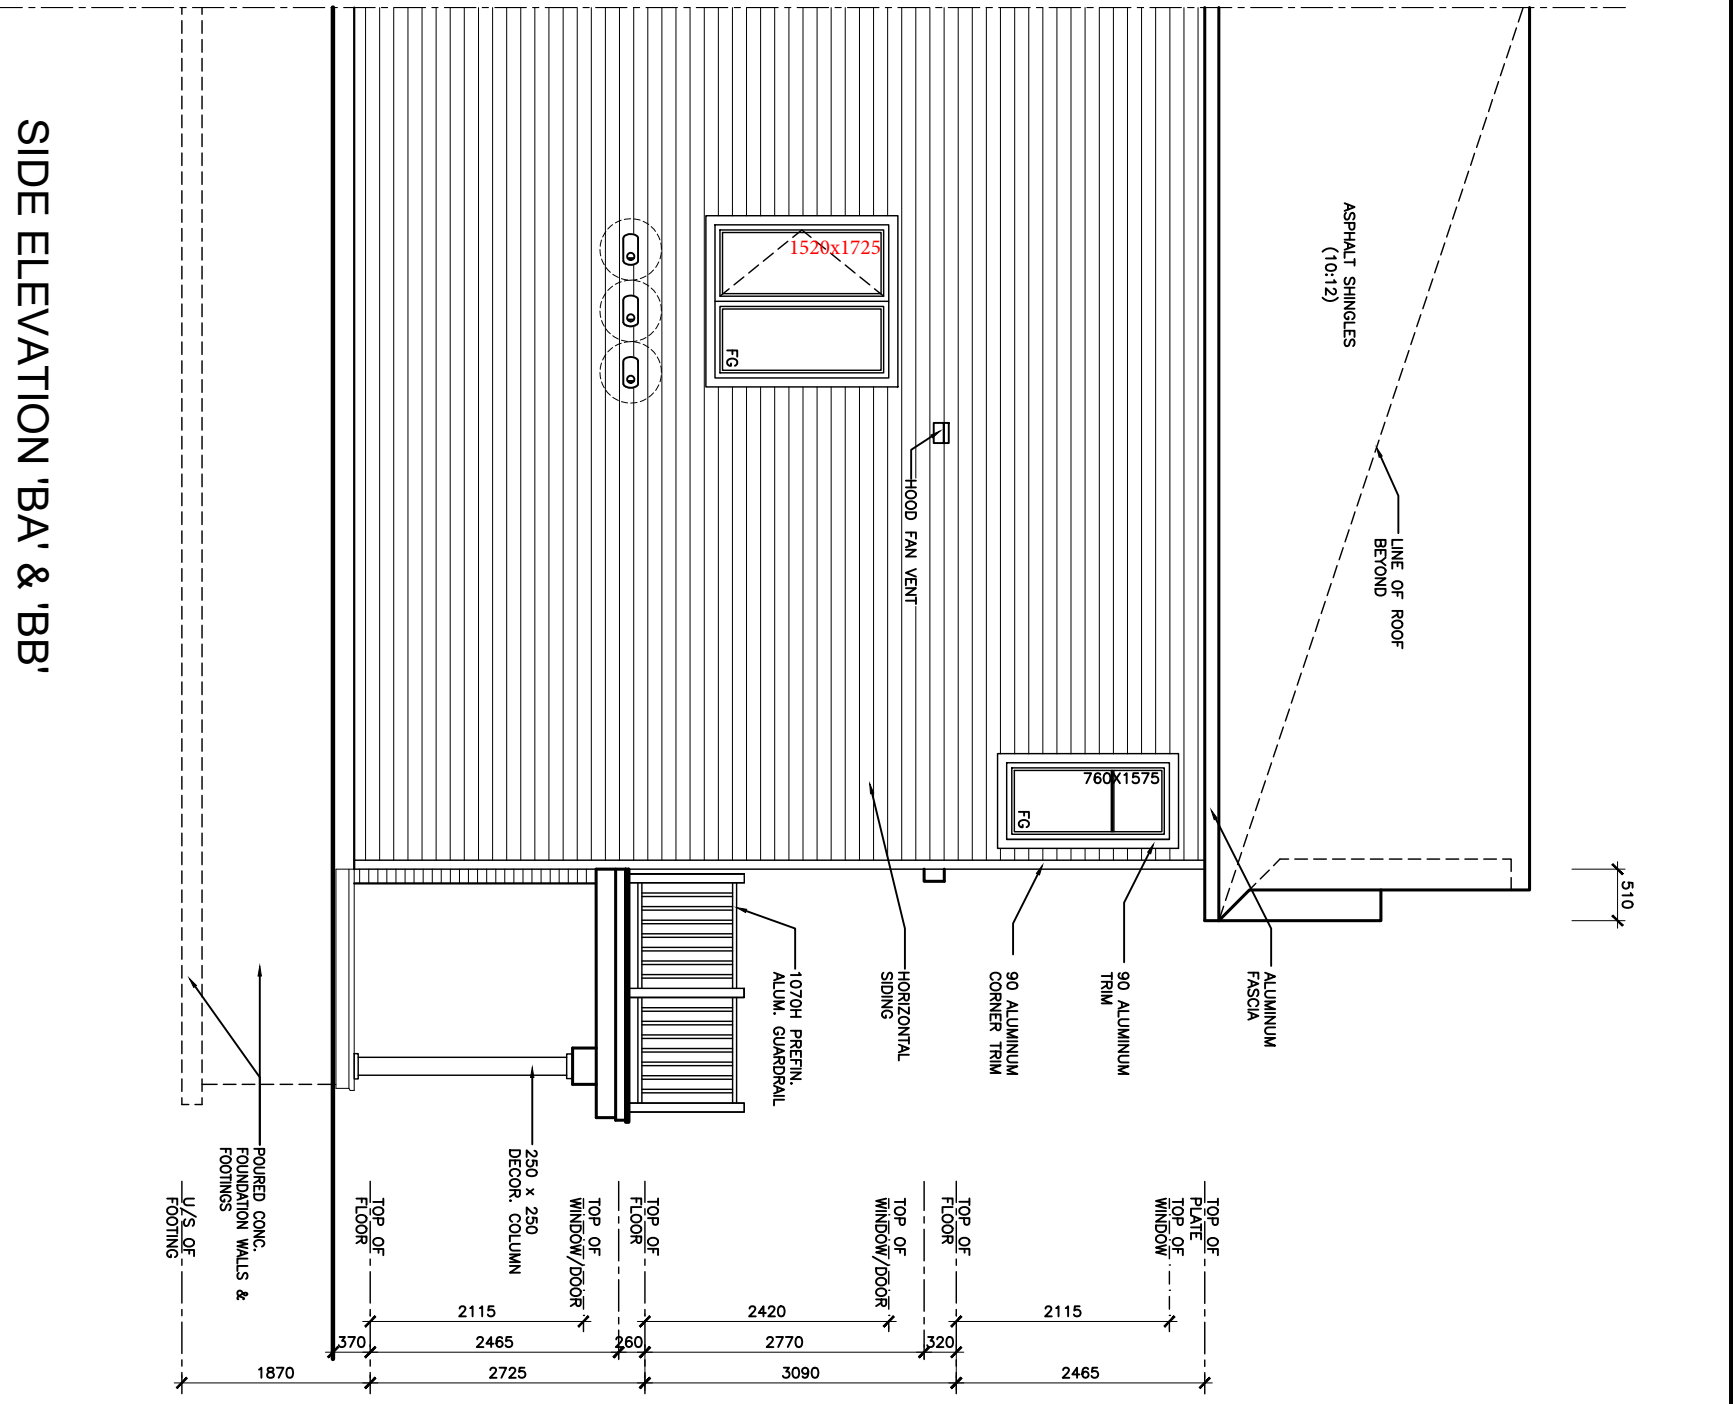 ASPHALT SHINGLES
(10:12)
LINE OF ROOF
BEYOND
510
1520x1725
FG
HOOD FAN VENT
760X1575
FG
ALUMINUM
FASCIA
90 ALUMINUM
TRIM
90 ALUMINUM
CORNER TRIM
HORIZONTAL
SIDING
1070H PREFIN.
ALUM. GUARDRAIL
250 x 250
DECOR. COLUMN
POURED CONC.
FOUNDATION WALLS &
FOOTINGS
TOP OF
PLATE
TOP OF
WINDOW
TOP OF
FLOOR
TOP OF
WINDOW/DOOR
TOP OF
FLOOR
TOP OF
WINDOW/DOOR
TOP OF
FLOOR
U/S OF
FOOTING
2115
2420
2115
370
2465
260
2770
320
1870
2725
3090
2465
SIDE ELEVATION 'BA' & 'BB'